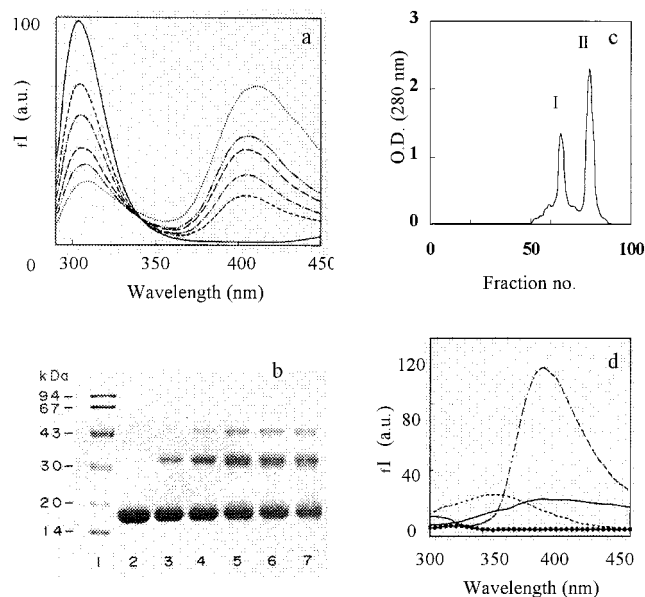 a
100
fI (a.u.)
0
300 350 400 450
Wavelength (nm)
c
3
2
1
0
O.D. (280 nm)
I
II
0 50 100
Fraction no.
b
kDa
94
67
43
30
20
14
1 2 3 4 5 6 7
d
120
80
40
0
fI (a.u.)
300 350 400 450
Wavelength (nm)